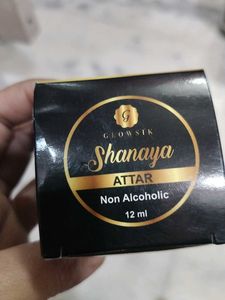 G
GLOWSTK
Shanaya
ATTAR
Non Alcoholic
12 ml